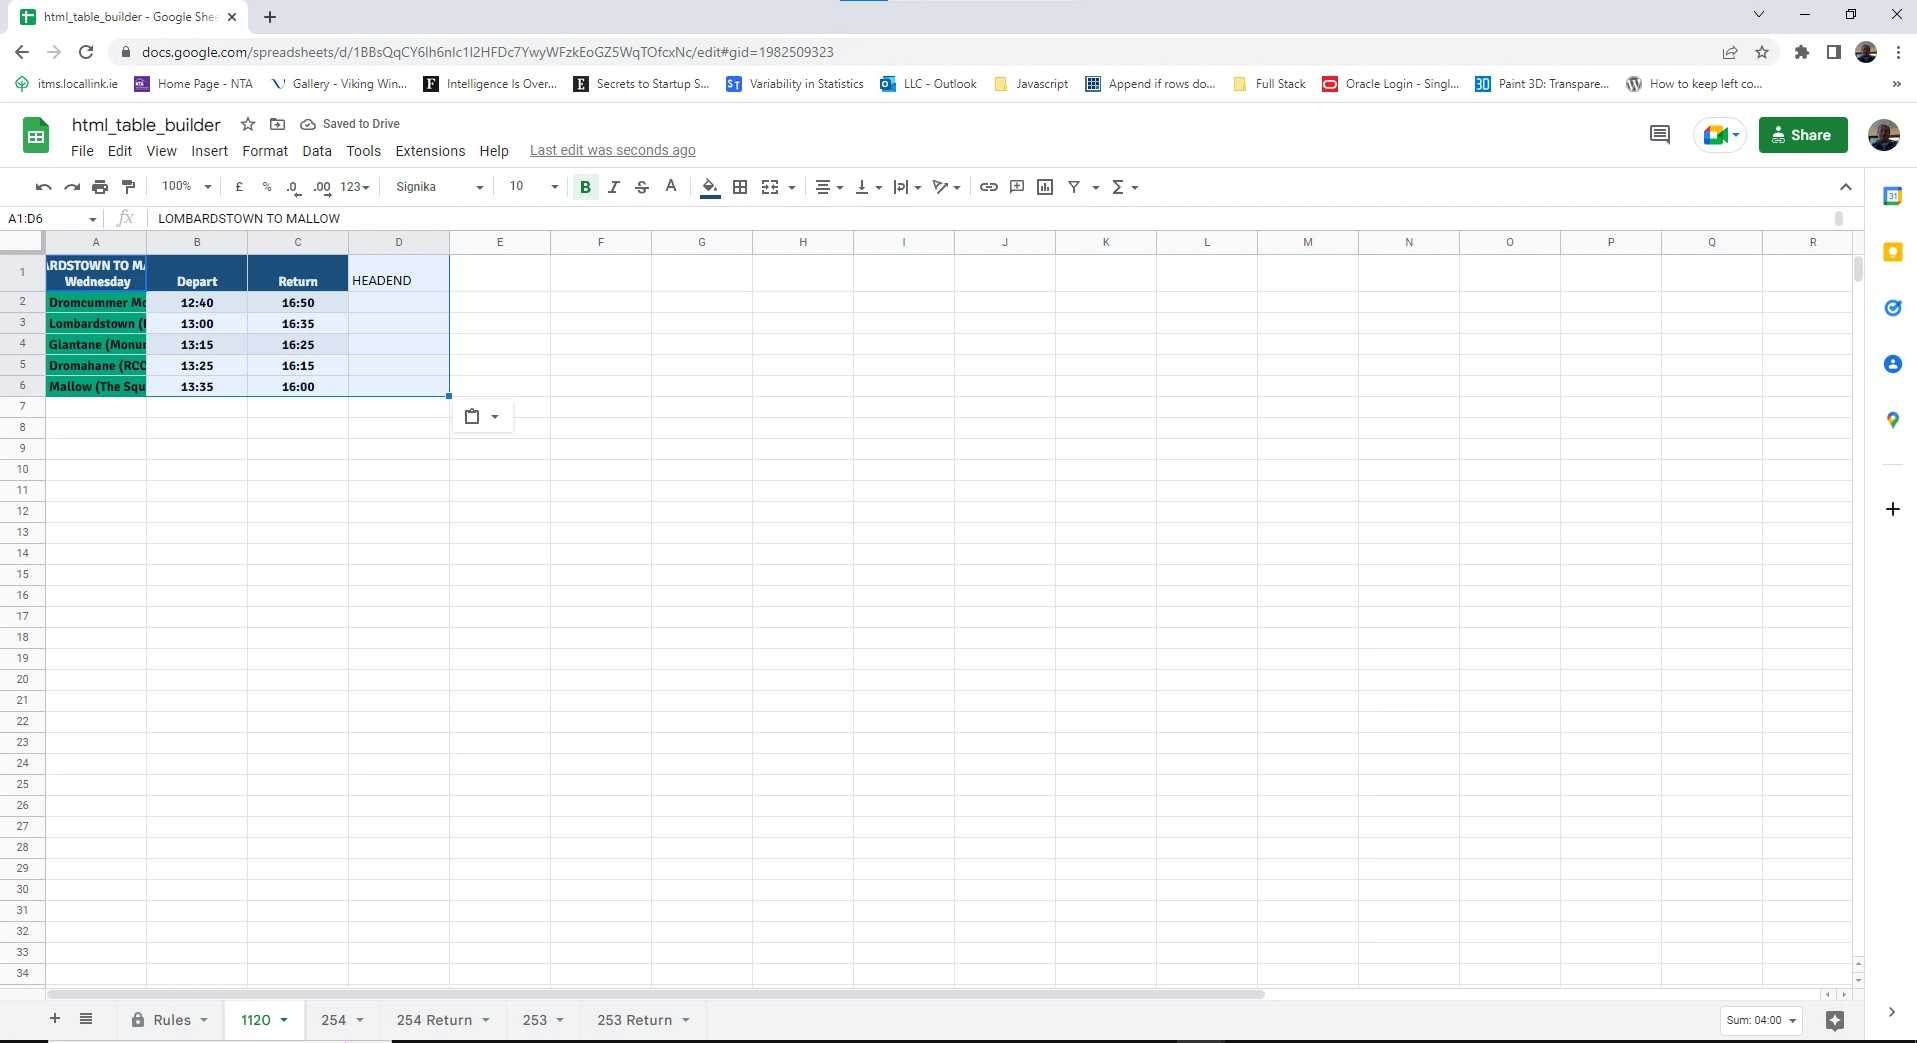 html_table_builder - Google Shee
docs.google.com/spreadsheets/d/1BBsQqCY6Ih6nIc1I2HFDc7YwyWFzkEoGZ5WqTOfcxNc/edit#gid=1982509323
itms.locallink.ie Home Page - NTA Gallery - Viking Win... Intelligence Is Over... Secrets to Startup S... Variability in Statistics LLC - Outlook Javascript Append if rows do... Full Stack Oracle Login - Singl... Paint 3D: Transpare... How to keep left co... »
html_table_builder Saved to Drive
Share
File Edit View Insert Format Data Tools Extensions Help Last edit was seconds ago
100% £ % .0 .00 123 Signika 10 B I S A Σ
A1:D6 fx LOMBARDSTOWN TO MALLOW
A B C D E F G H I J K L M N O P Q R
1 ARDSTOWN TO MA
Wednesday Depart Return HEADEND
2 Dromcummer Mo 12:40 16:50
3 Lombardstown ( 13:00 16:35
4 Glantane (Monur 13:15 16:25
5 Dromahane (RCC 13:25 16:15
6 Mallow (The Squ 13:35 16:00
7
8
9
10
11
12
13
14
15
16
17
18
19
20
21
22
23
24
25
26
27
28
29
30
31
32
33
34
Rules 1120 254 254 Return 253 253 Return Sum: 04:00